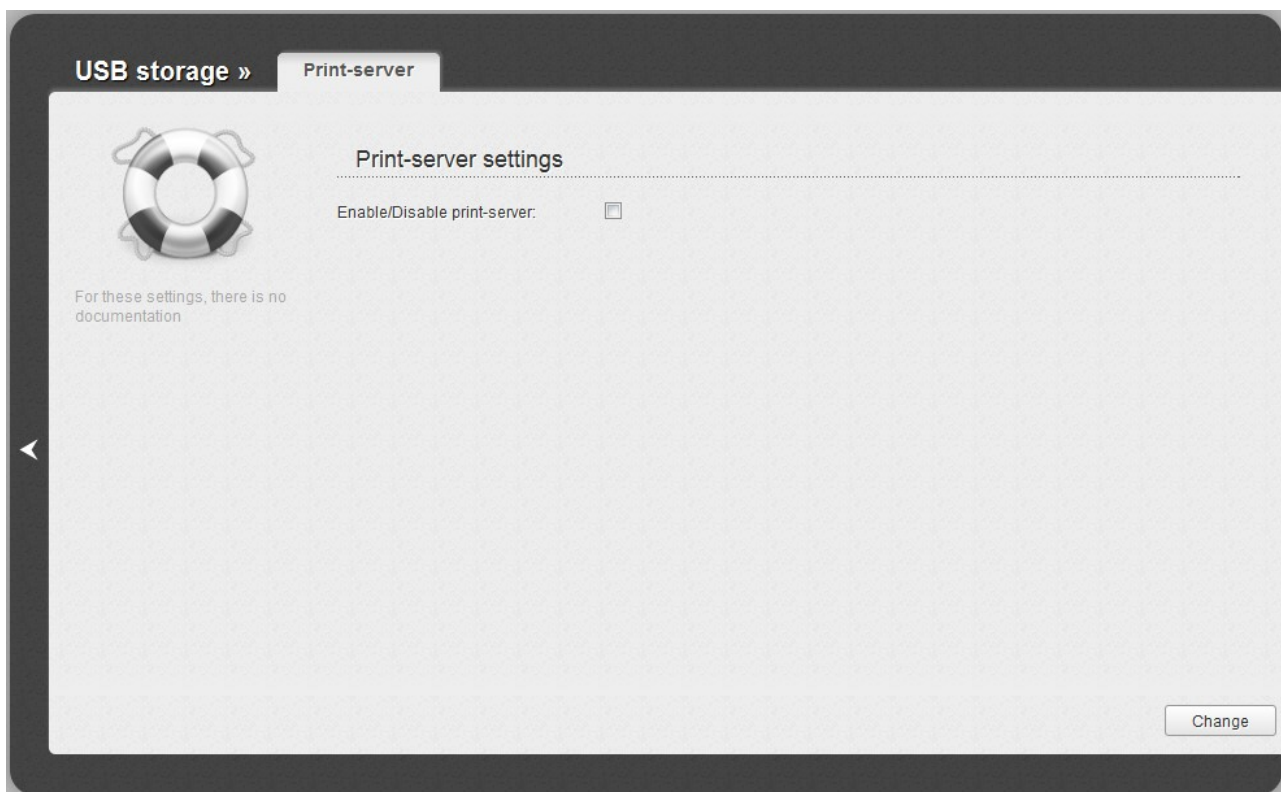 USB storage »
Print-server
Print-server settings
Enable/Disable print-server:
For these settings, there is no
documentation
Change